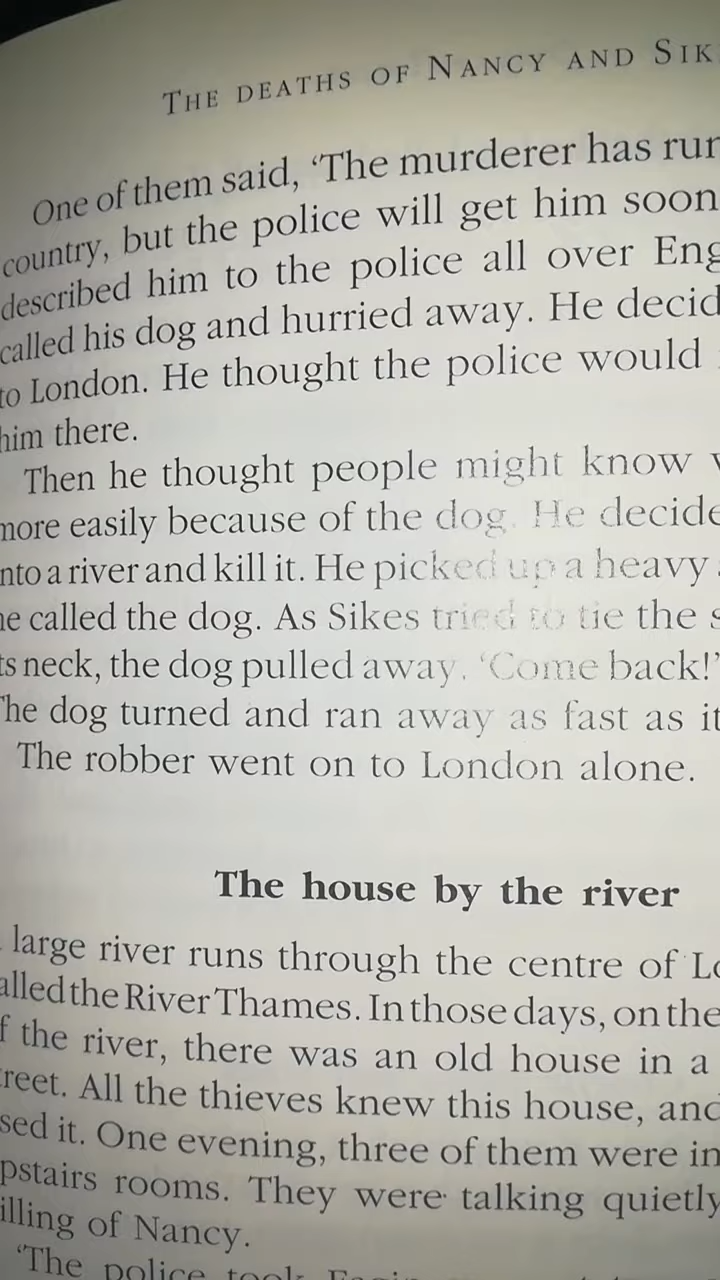 THE DEATHS OF NANCY AND SIK
One of them said, 'The murderer has run
country, but the police will get him soon
described him to the police all over Eng
called his dog and hurried away. He decid
to London. He thought the police would
him there.
Then he thought people might know
more easily because of the dog. He decide
nto a river and kill it. He picked up a heavy
he called the dog. As Sikes tried to tie the s
ts neck, the dog pulled away. 'Come back!'
The dog turned and ran away as fast as it
The robber went on to London alone.
The house by the river
large river runs through the centre of Lo
alled the River Thames. In those days, on the
f the river, there was an old house in a
reet. All the thieves knew this house, and
sed it. One evening, three of them were in
pstairs rooms. They were talking quietly
illing of Nancy.
'The police took Fagin